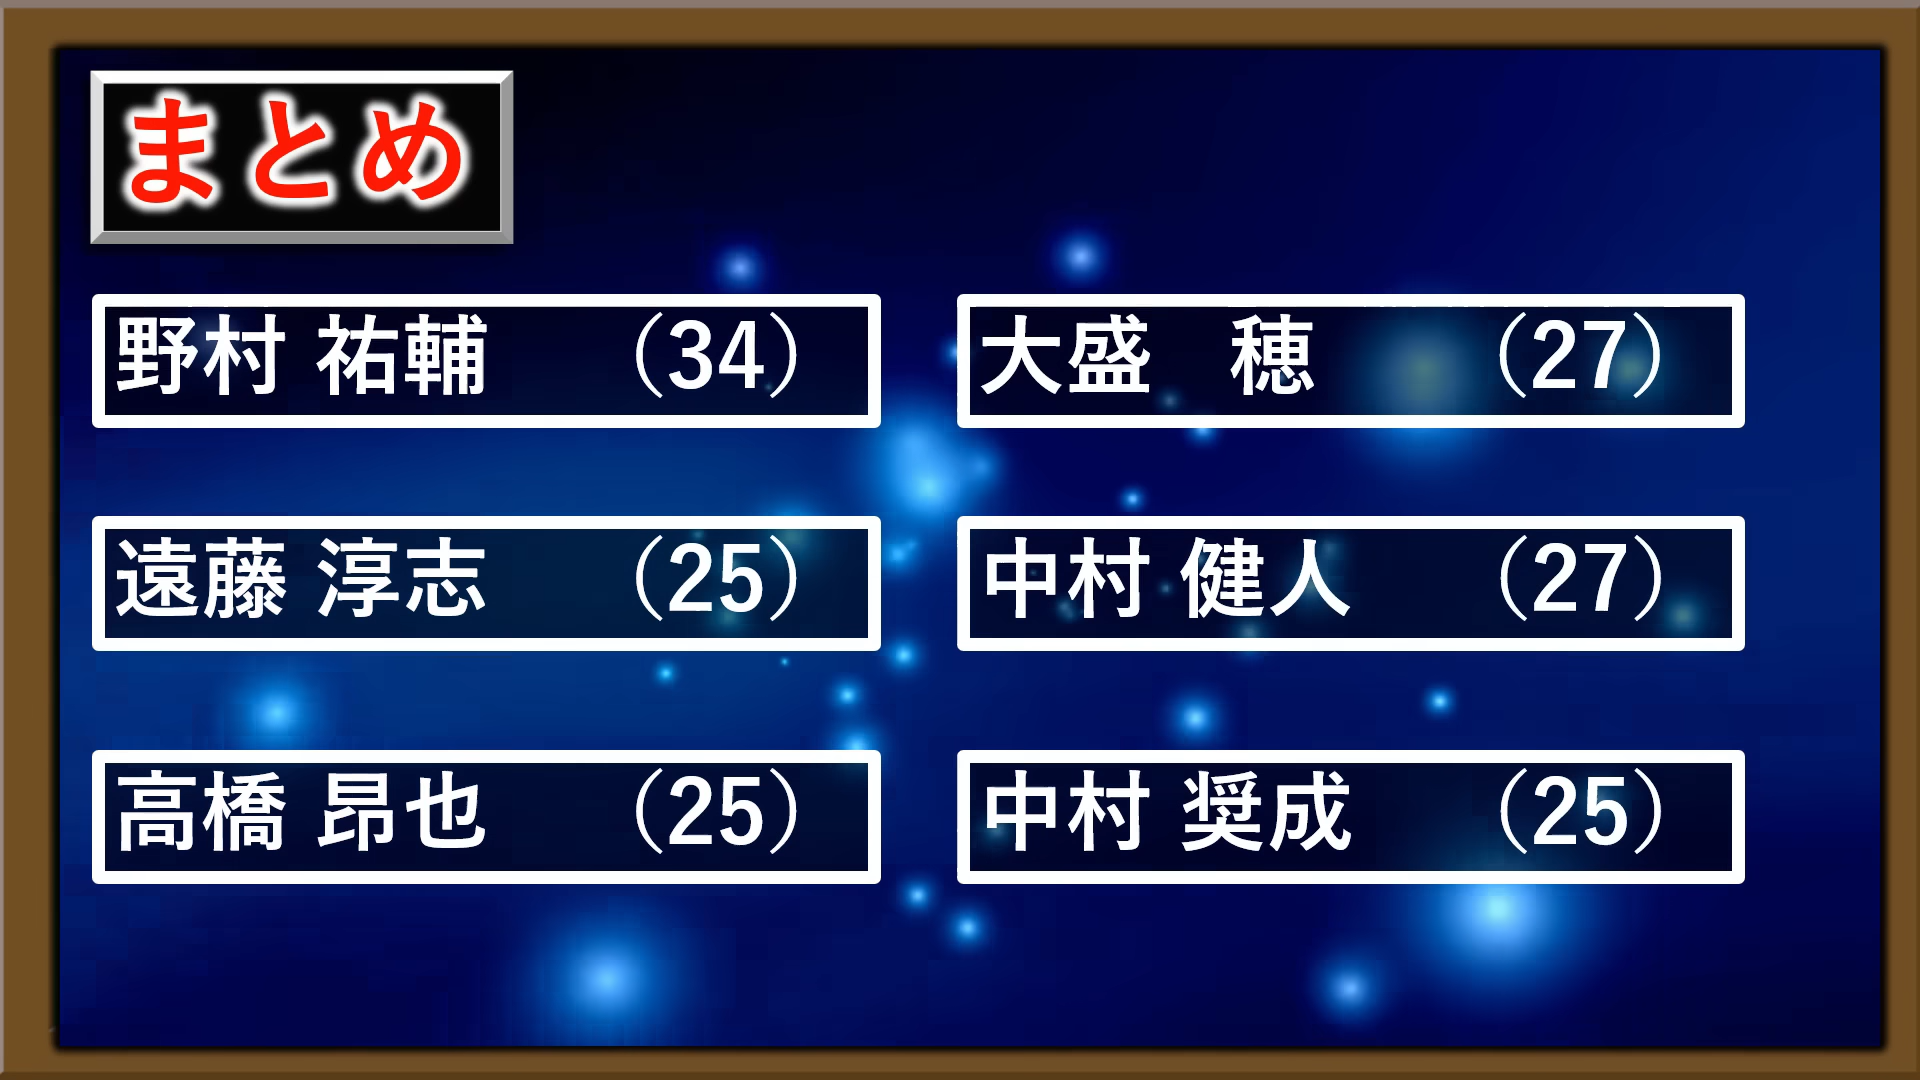 まとめ
野村 祐輔 （34）
大盛　穂 （27）
遠藤 淳志 （25）
中村 健人 （27）
高橋 昂也 （25）
中村 奨成 （25）